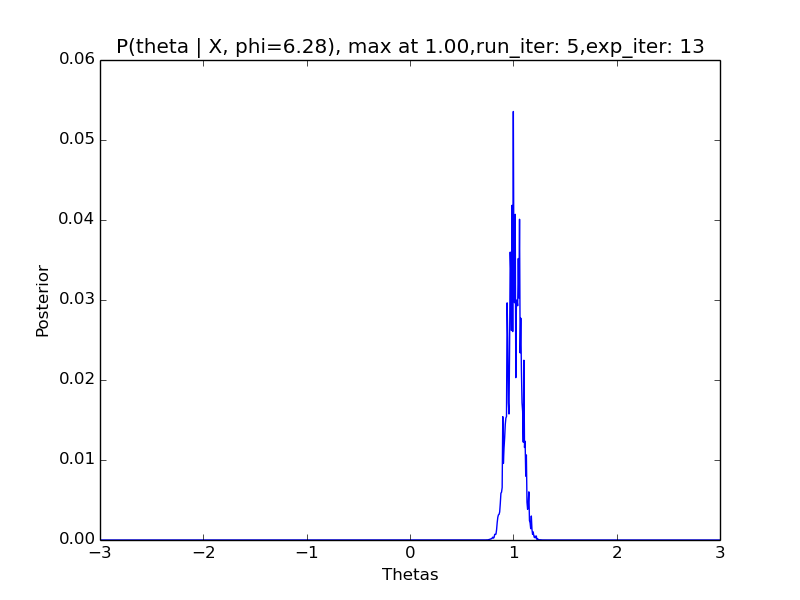 P(theta | X, phi=6.28), max at 1.00,run_iter: 5,exp_iter: 13
0.06
0.05
0.04
0.03
0.02
0.01
0.00
Posterior
−3 −2 −1 0 1 2 3
Thetas